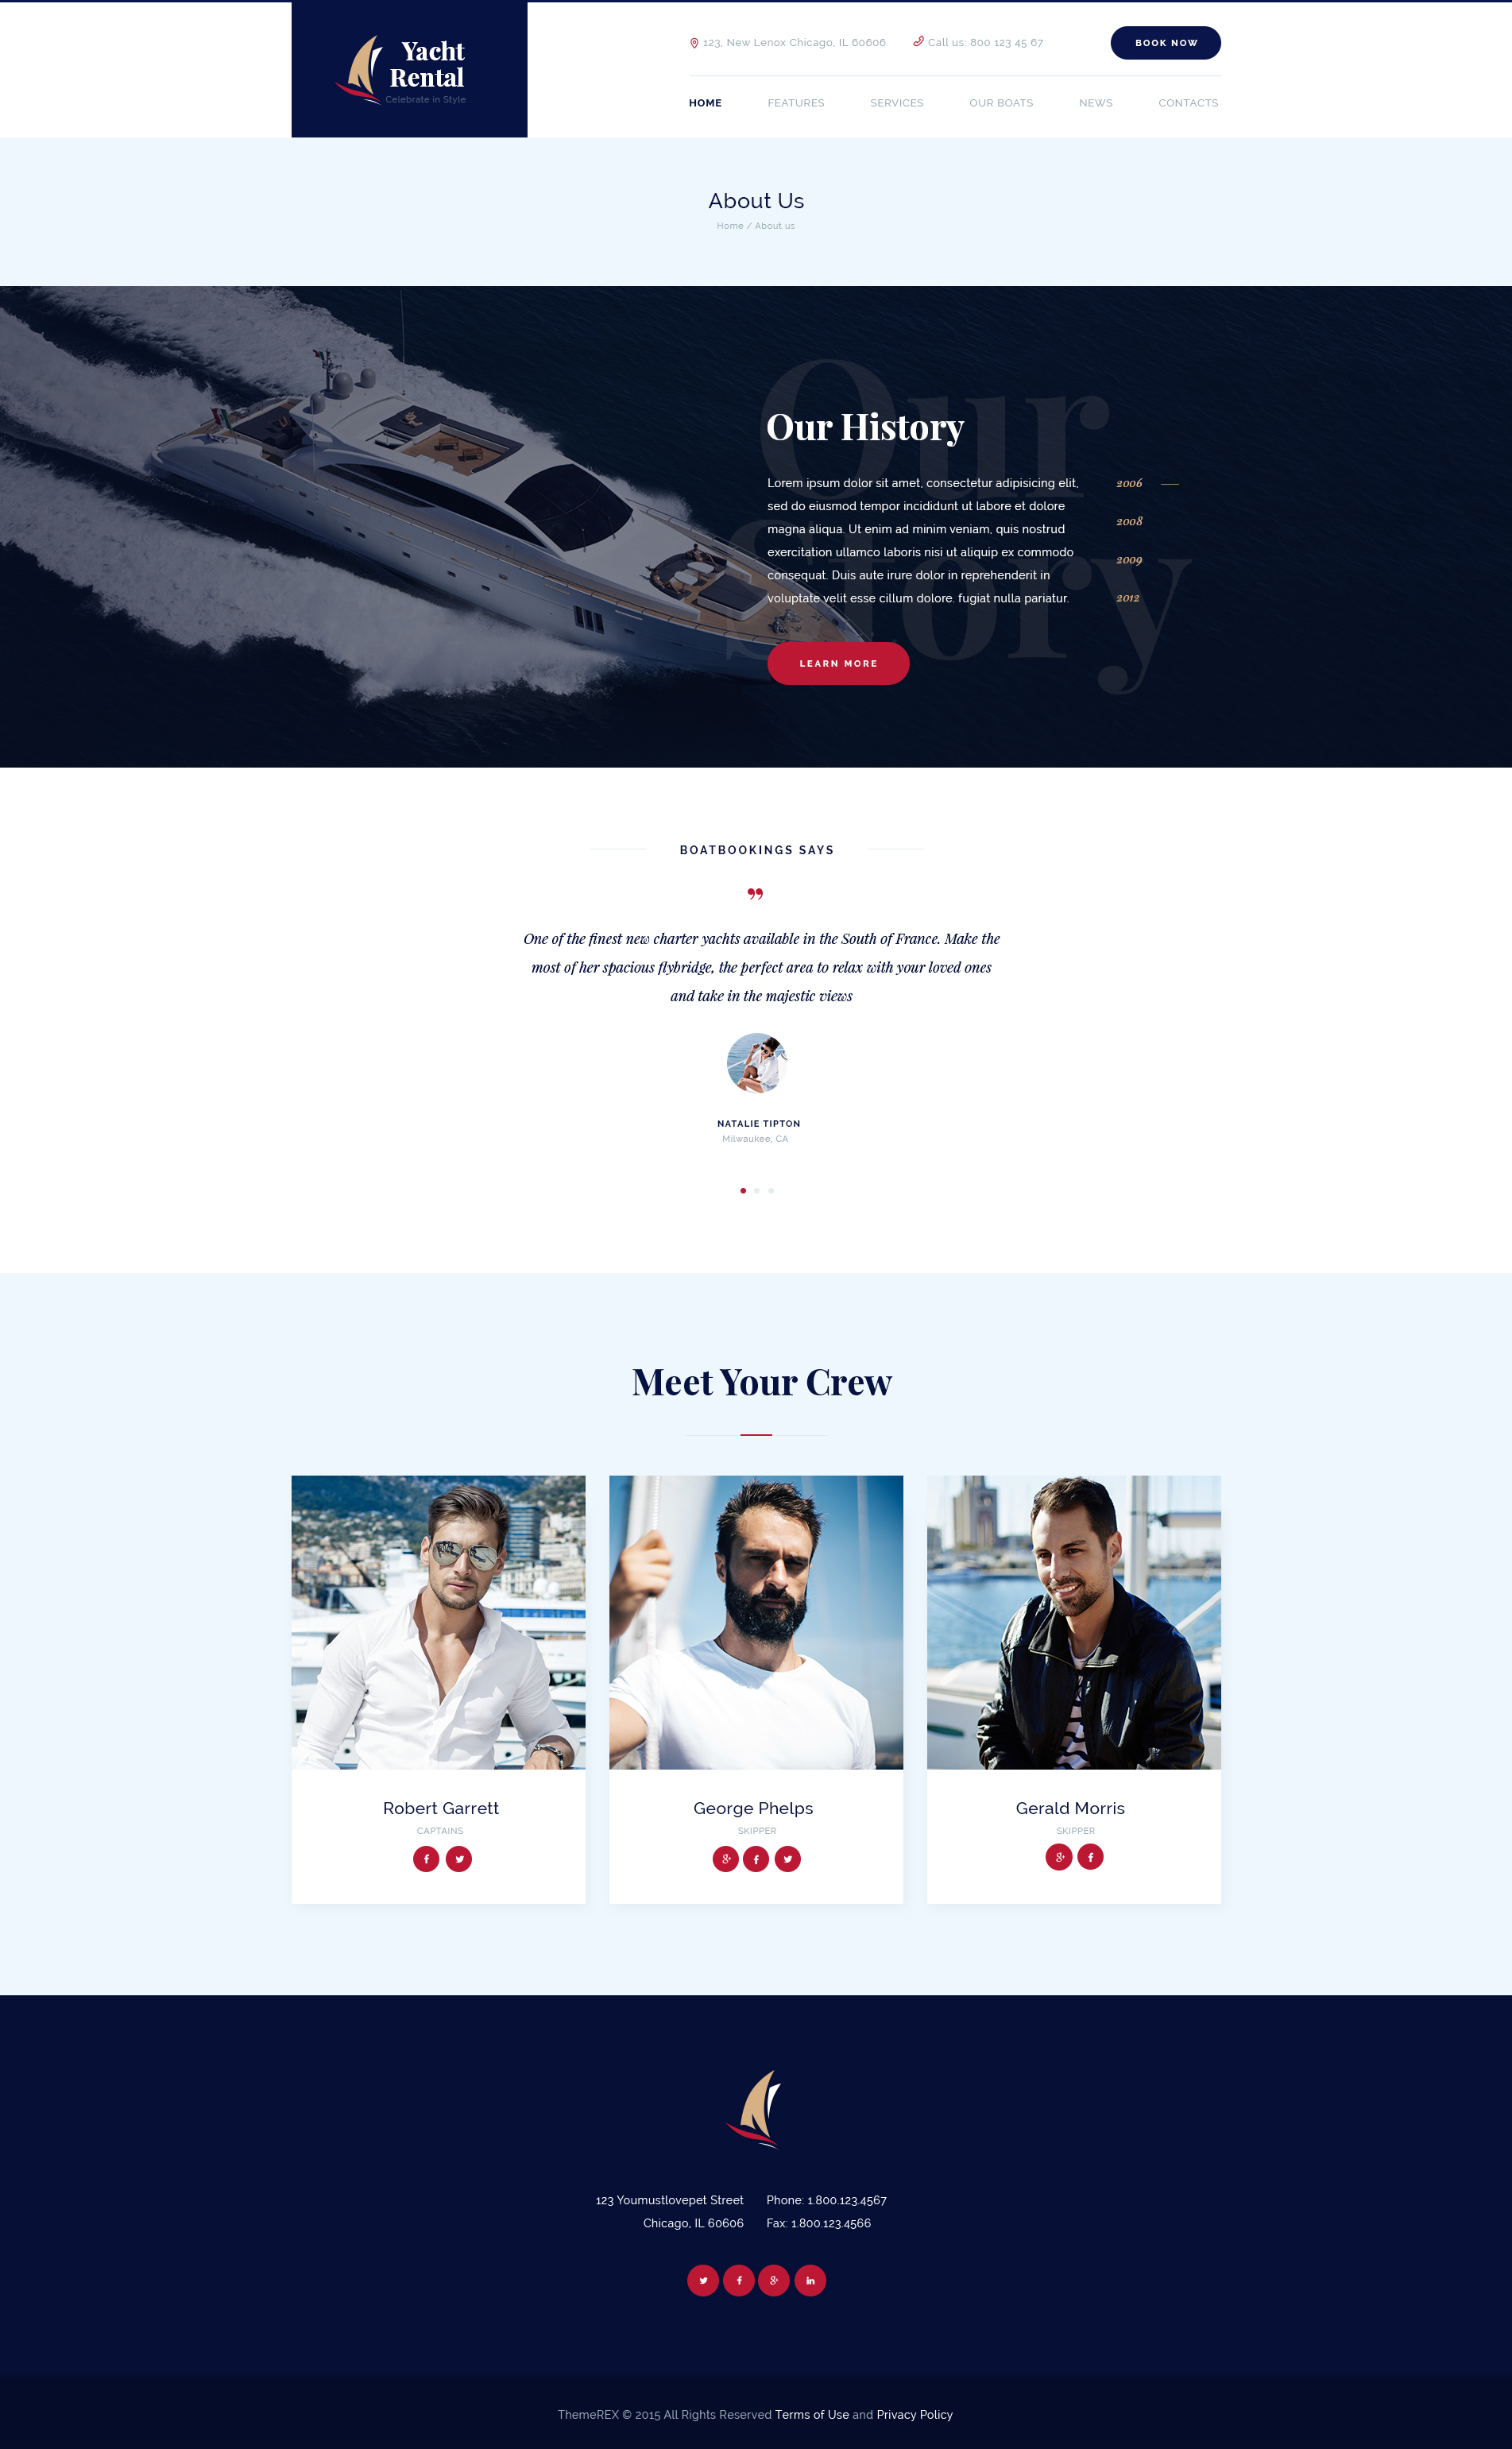 Yacht
Rental
Celebrate in Style
123, New Lenox Chicago, IL 60606
Call us: 800 123 45 67
BOOK NOW
HOME FEATURES SERVICES OUR BOATS NEWS CONTACTS
About Us
Home / About us
Our
Story
Our History
Lorem ipsum dolor sit amet, consectetur adipisicing elit,
sed do eiusmod tempor incididunt ut labore et dolore
magna aliqua. Ut enim ad minim veniam, quis nostrud
exercitation ullamco laboris nisi ut aliquip ex commodo
consequat. Duis aute irure dolor in reprehenderit in
voluptate velit esse cillum dolore. fugiat nulla pariatur.
2006
2008
2009
2012
LEARN MORE
BOATBOOKINGS SAYS
”
One of the finest new charter yachts available in the South of France. Make the
most of her spacious flybridge, the perfect area to relax with your loved ones
and take in the majestic views
NATALIE TIPTON
Milwaukee, CA
Meet Your Crew
Robert Garrett
CAPTAINS
George Phelps
SKIPPER
Gerald Morris
SKIPPER
123 Youmustlovepet Street
Chicago, IL 60606
Phone: 1.800.123.4567
Fax: 1.800.123.4566
ThemeREX © 2015 All Rights Reserved Terms of Use and Privacy Policy